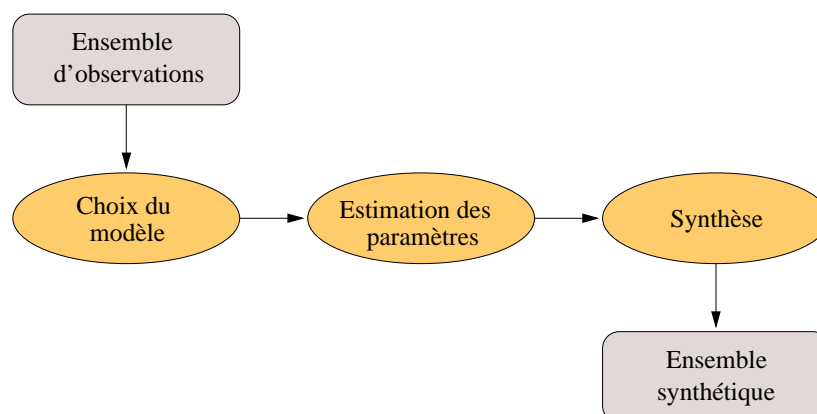 Ensemble
d'observations
Choix du
modèle
Estimation des
paramètres
Synthèse
Ensemble
synthétique